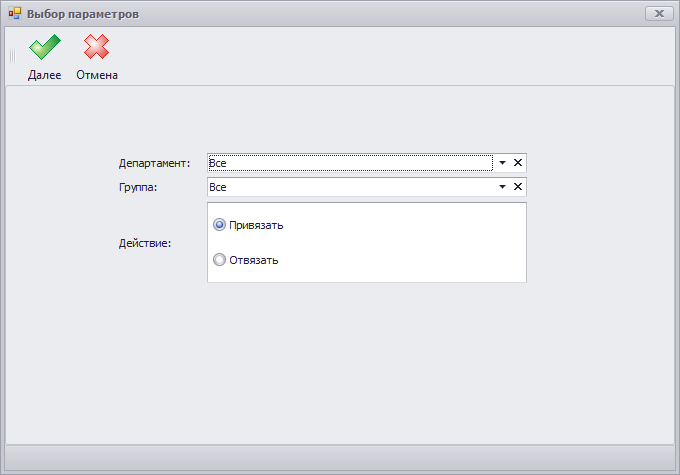 Выбор параметров
Далее Отмена
Департамент: Все
Группа: Все
Действие:
Привязать
Отвязать